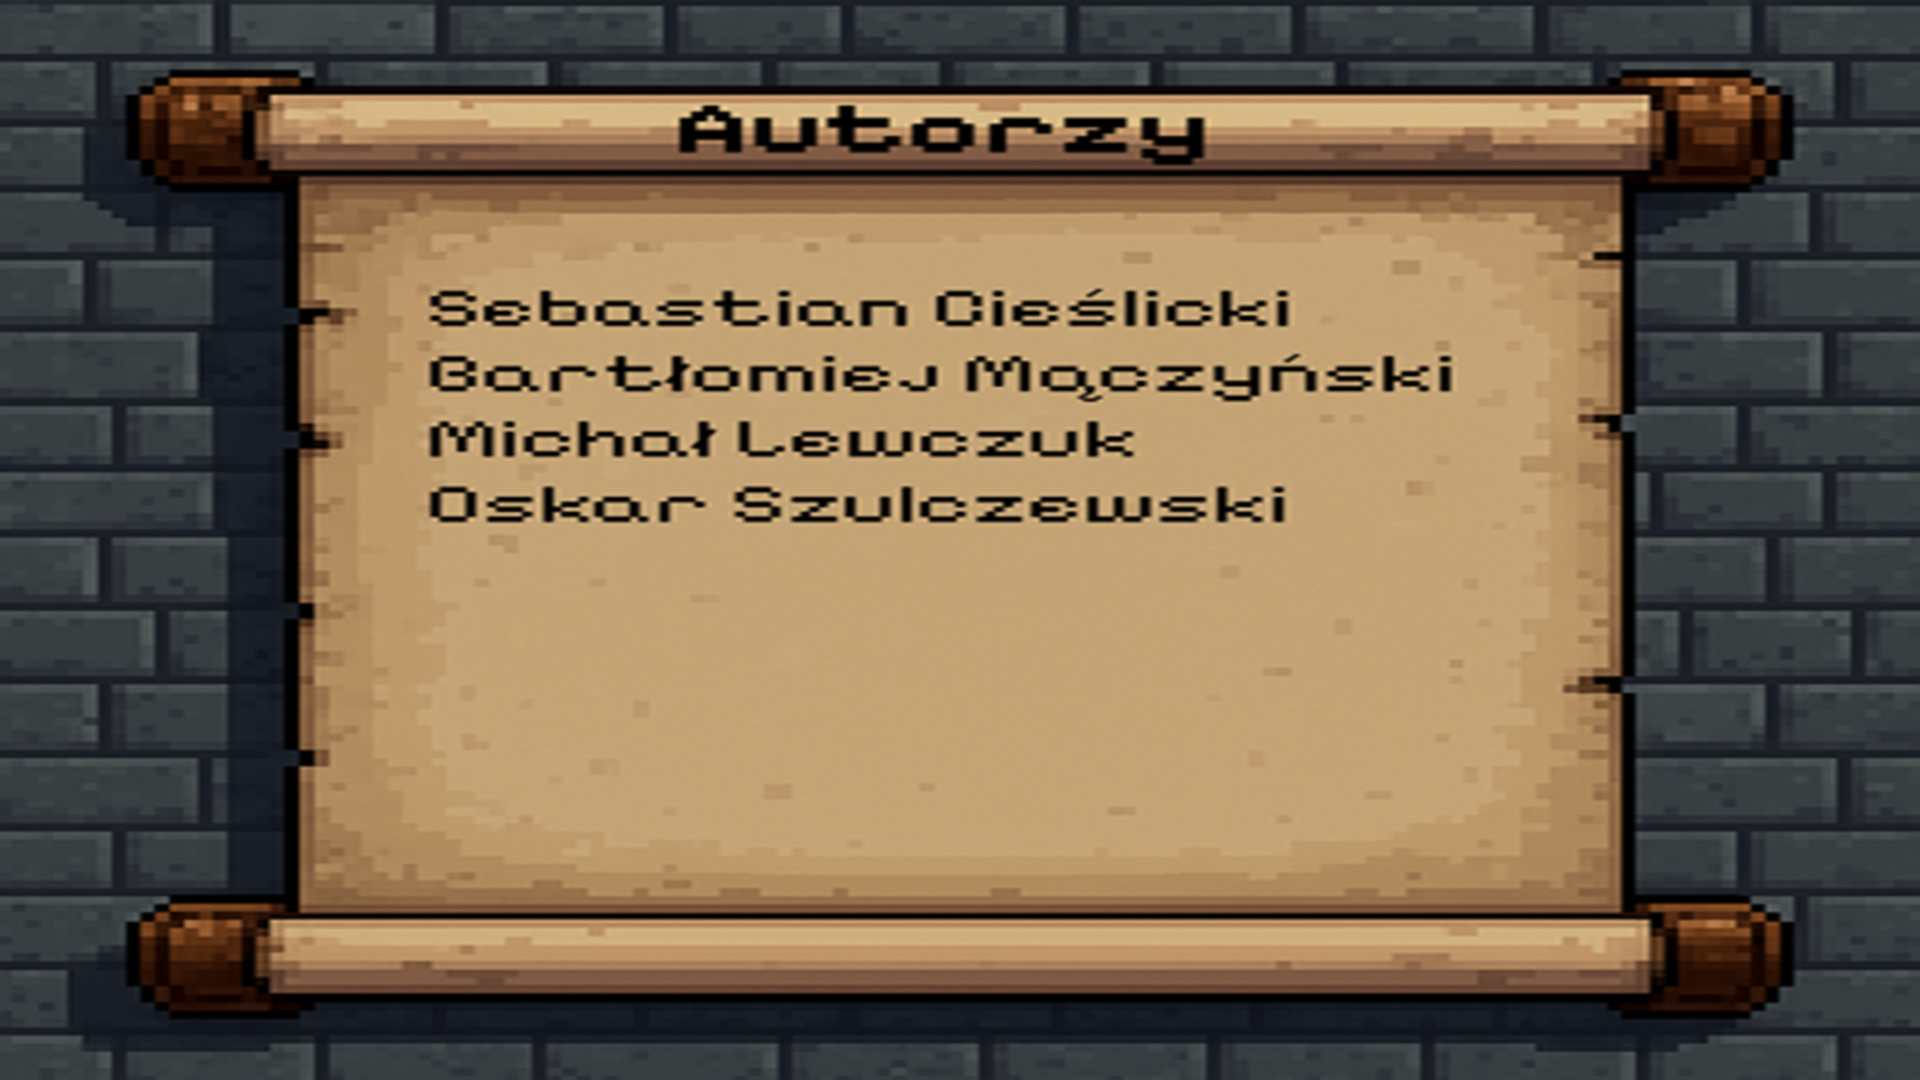 Autorzy
Sebastian Cieślicki
Bartłomiej Mączyński
Michał Lewczuk
Oskar Szulczewski